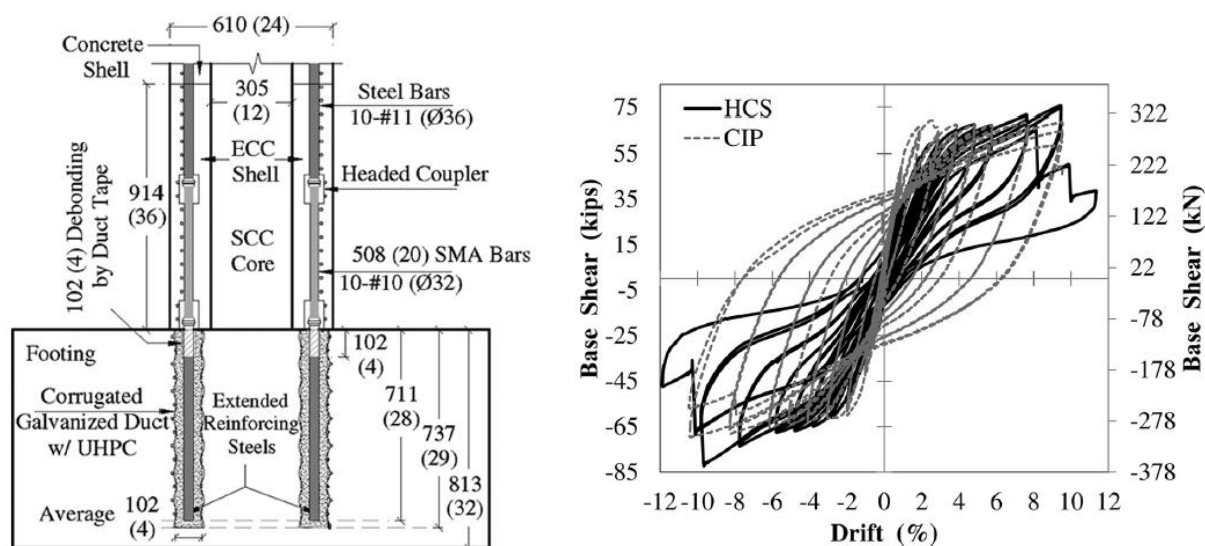 610 (24)
Concrete
Shell
305
(12)
Steel Bars
10-#11 (Ø36)
ECC
Shell
Headed Coupler
914
(36)
102 (4) Debonding
by Duct Tape
SCC
Core
508 (20) SMA Bars
10-#10 (Ø32)
Footing
102
(4)
Corrugated
Galvanized Duct
w/ UHPC
Extended
Reinforcing
Steels
711
(28)
737
(29)
813
(32)
Average
102
(4)
HCS
CIP
Base Shear (kips)
75
55
35
15
-5
-25
-45
-65
-85
Base Shear (kN)
322
222
122
22
-78
-178
-278
-378
-12 -10 -8 -6 -4 -2 0 2 4 6 8 10 12
Drift (%)